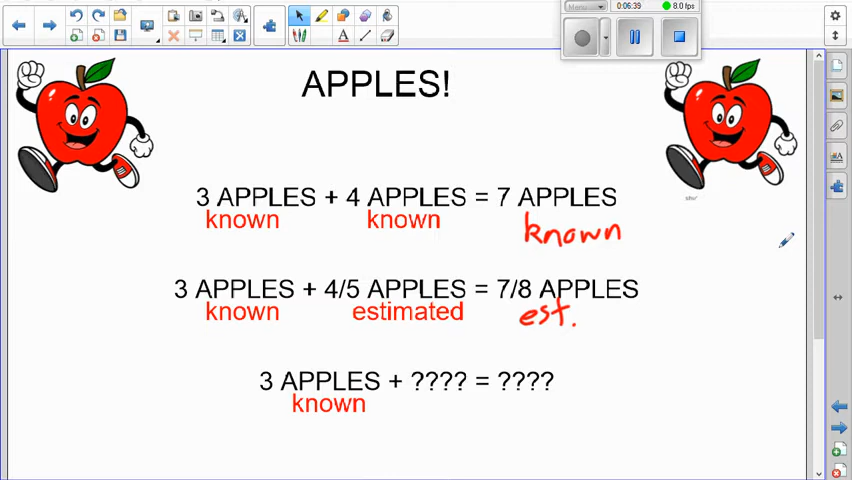 Menu
0:06:39
8.0 fps
APPLES!
3 APPLES + 4 APPLES = 7 APPLES
known known known
3 APPLES + 4/5 APPLES = 7/8 APPLES
known estimated est.
3 APPLES + ???? = ????
known